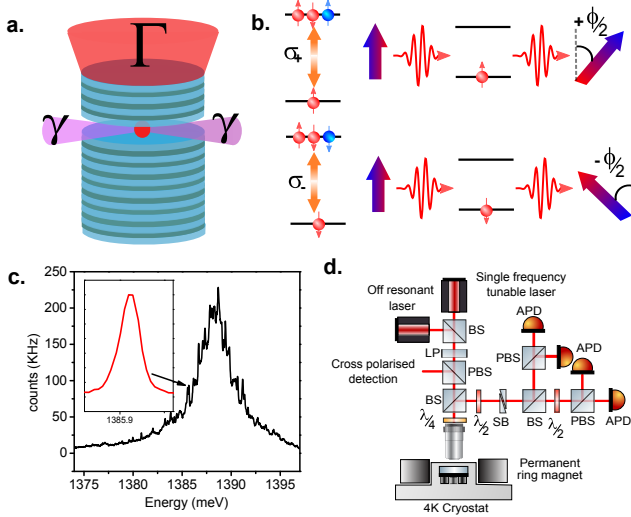 a.
Γ
γ
γ
b.
σ+
σ-
+ ϕ/2
- ϕ/2
c.
counts (KHz)
250
200
150
100
50
0
1385.9
1375
1380
1385
1390
1395
Energy (meV)
d.
Off resonant
laser
Single frequency
tunable laser
BS
LP
Cross polarised
detection
PBS
BS
λ/4
λ/2
SB
BS
λ/2
PBS
APD
PBS
APD
APD
Permanent
ring magnet
4K Cryostat